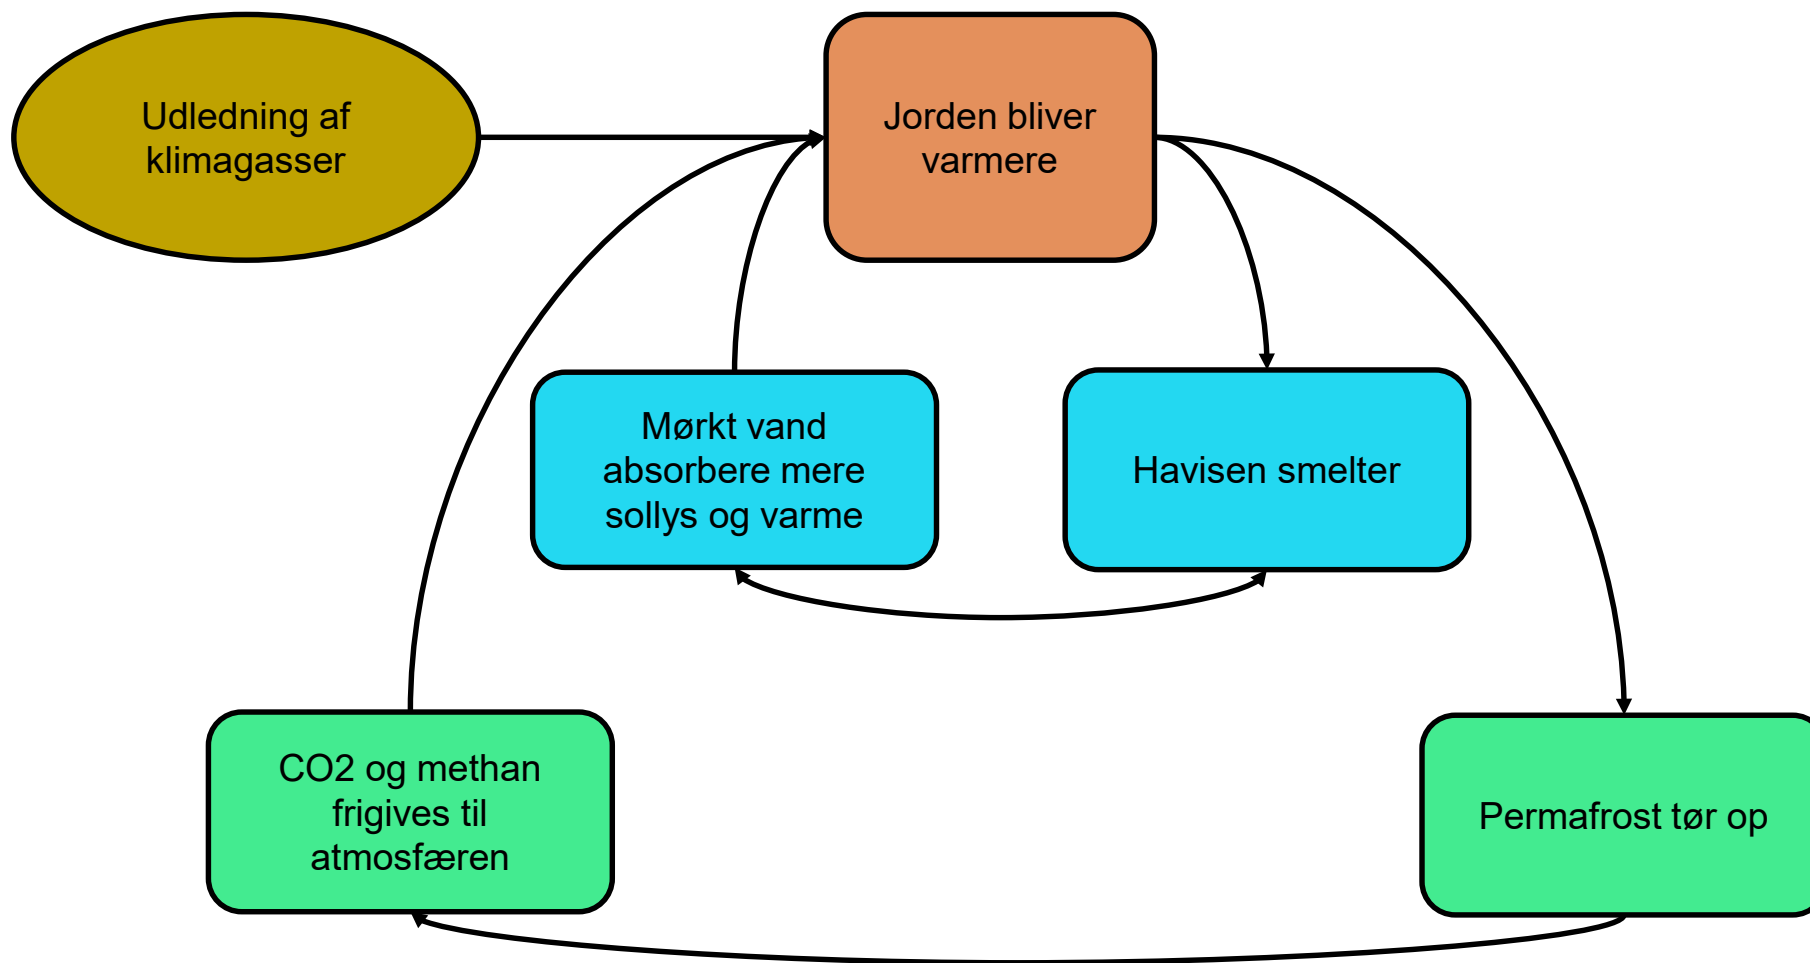 Udledning af
klimagasser
Jorden bliver
varmere
Mørkt vand
absorbere mere
sollys og varme
Havisen smelter
CO2 og methan
frigives til
atmosfæren
Permafrost tør op